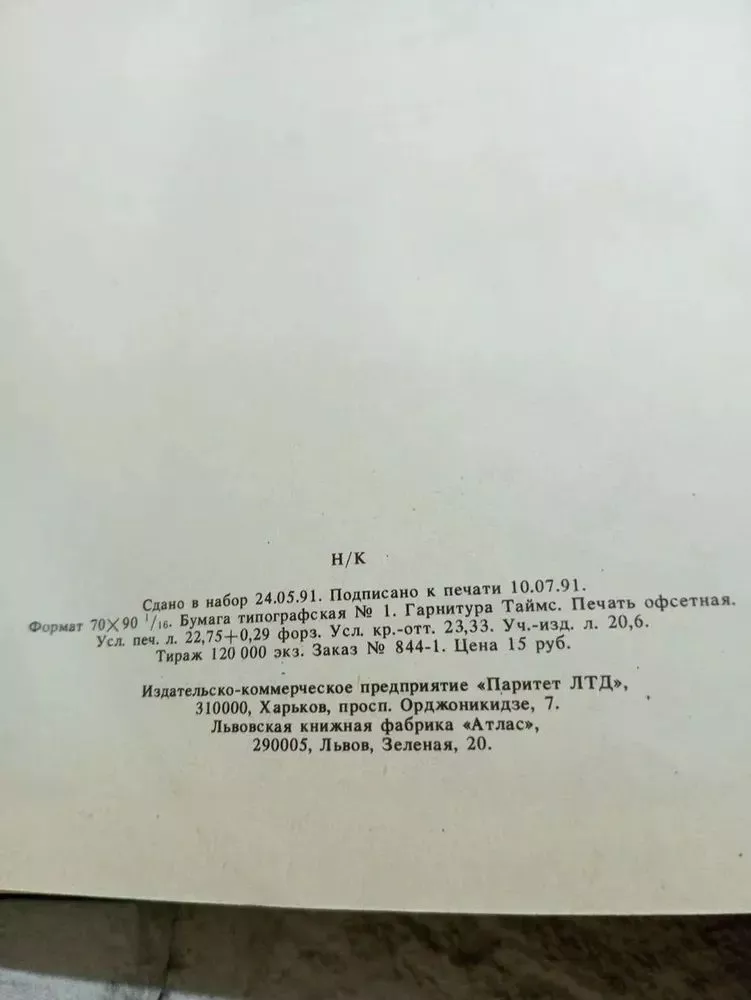 Н/К
Сдано в набор 24.05.91. Подписано к печати 10.07.91.
Формат 70×90 1/16. Бумага типографская № 1. Гарнитура Таймс. Печать офсетная.
Усл. печ. л. 22,75+0,29 форз. Усл. кр.-отт. 23,33. Уч.-изд. л. 20,6.
Тираж 120 000 экз. Заказ № 844-1. Цена 15 руб.
Издательско-коммерческое предприятие «Паритет ЛТД»,
310000, Харьков, просп. Орджоникидзе, 7.
Львовская книжная фабрика «Атлас»,
290005, Львов, Зеленая, 20.